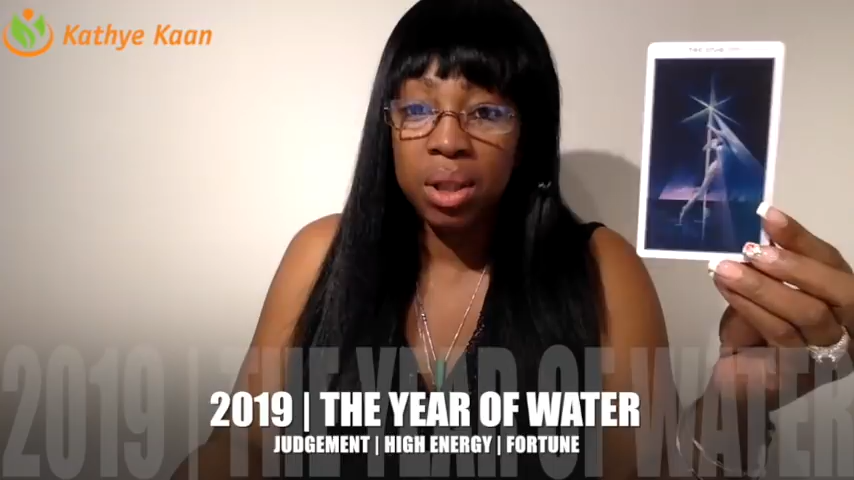 Kathye Kaan
2019 | THE YEAR OF WATER
2019 | THE YEAR OF WATER
JUDGEMENT | HIGH ENERGY | FORTUNE